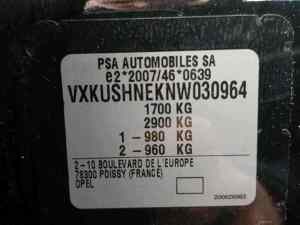 PSA AUTOMOBILES SA
e2*2007/46*0639
VXKUSHNEKNW030964
1700 KG
2900 KG
1 - 980 KG
2 - 960 KG
2-10 BOULEVARD DE L'EUROPE
78300 POISSY (FRANCE)
OPEL